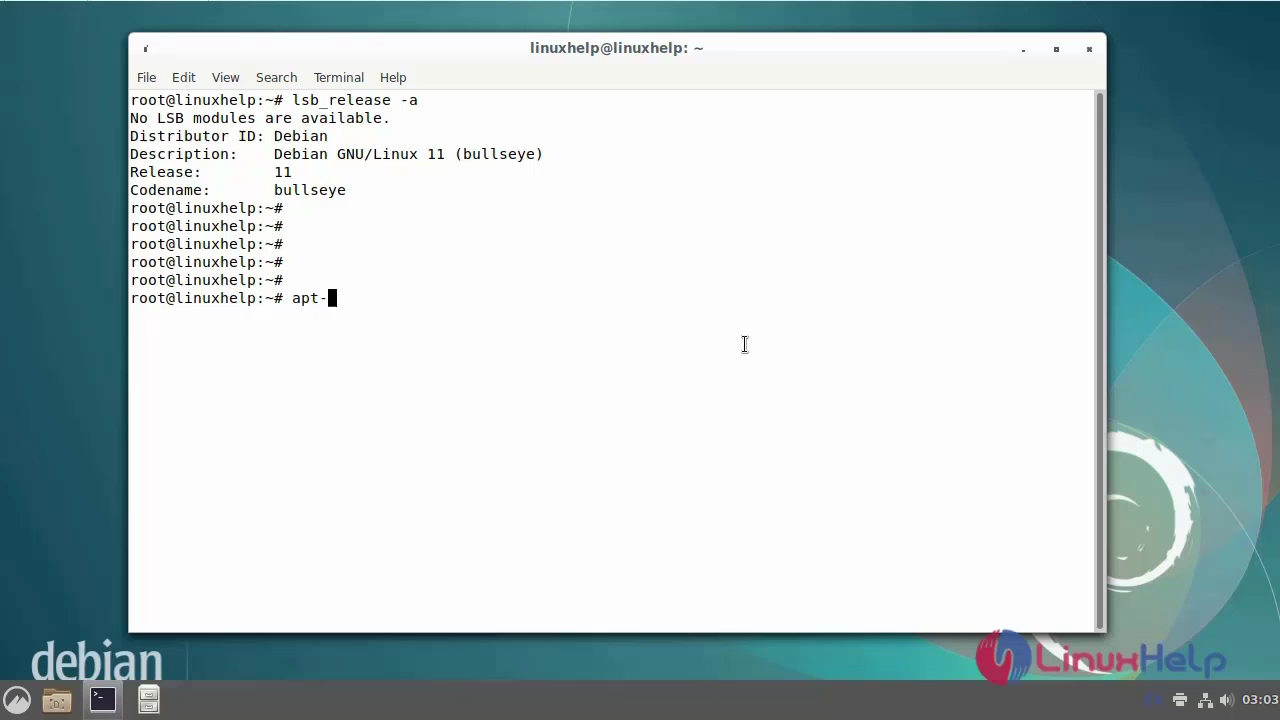 linuxhelp@linuxhelp: ~
File Edit View Search Terminal Help
root@linuxhelp:~# lsb_release -a
No LSB modules are available.
Distributor ID: Debian
Description:    Debian GNU/Linux 11 (bullseye)
Release:        11
Codename:       bullseye
root@linuxhelp:~#
root@linuxhelp:~#
root@linuxhelp:~#
root@linuxhelp:~#
root@linuxhelp:~#
root@linuxhelp:~# apt-
debian
LinuxHelp
EN 03:03